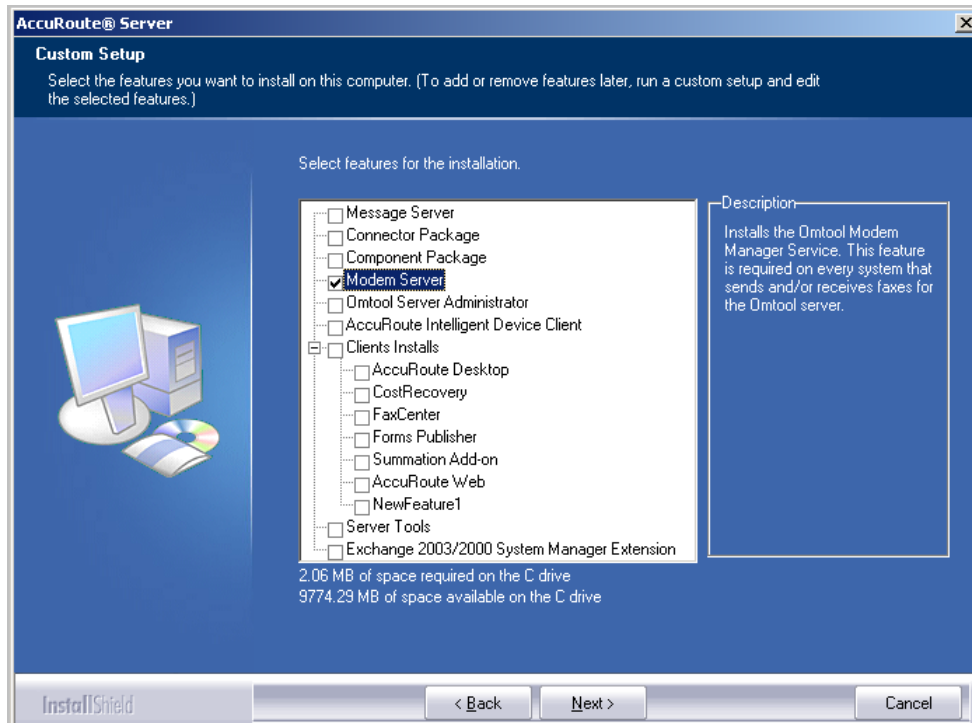 AccuRoute® Server
Custom Setup
Select the features you want to install on this computer. (To add or remove features later, run a custom setup and edit
the selected features.)
Select features for the installation.
Message Server
Connector Package
Component Package
Modem Server
Omtool Server Administrator
AccuRoute Intelligent Device Client
Clients Installs
AccuRoute Desktop
CostRecovery
FaxCenter
Forms Publisher
Summation Add-on
AccuRoute Web
NewFeature1
Server Tools
Exchange 2003/2000 System Manager Extension
Description
Installs the Omtool Modem
Manager Service. This feature
is required on every system that
sends and/or receives faxes for
the Omtool server.
2.06 MB of space required on the C drive
9774.29 MB of space available on the C drive
InstallShield
< Back
Next >
Cancel